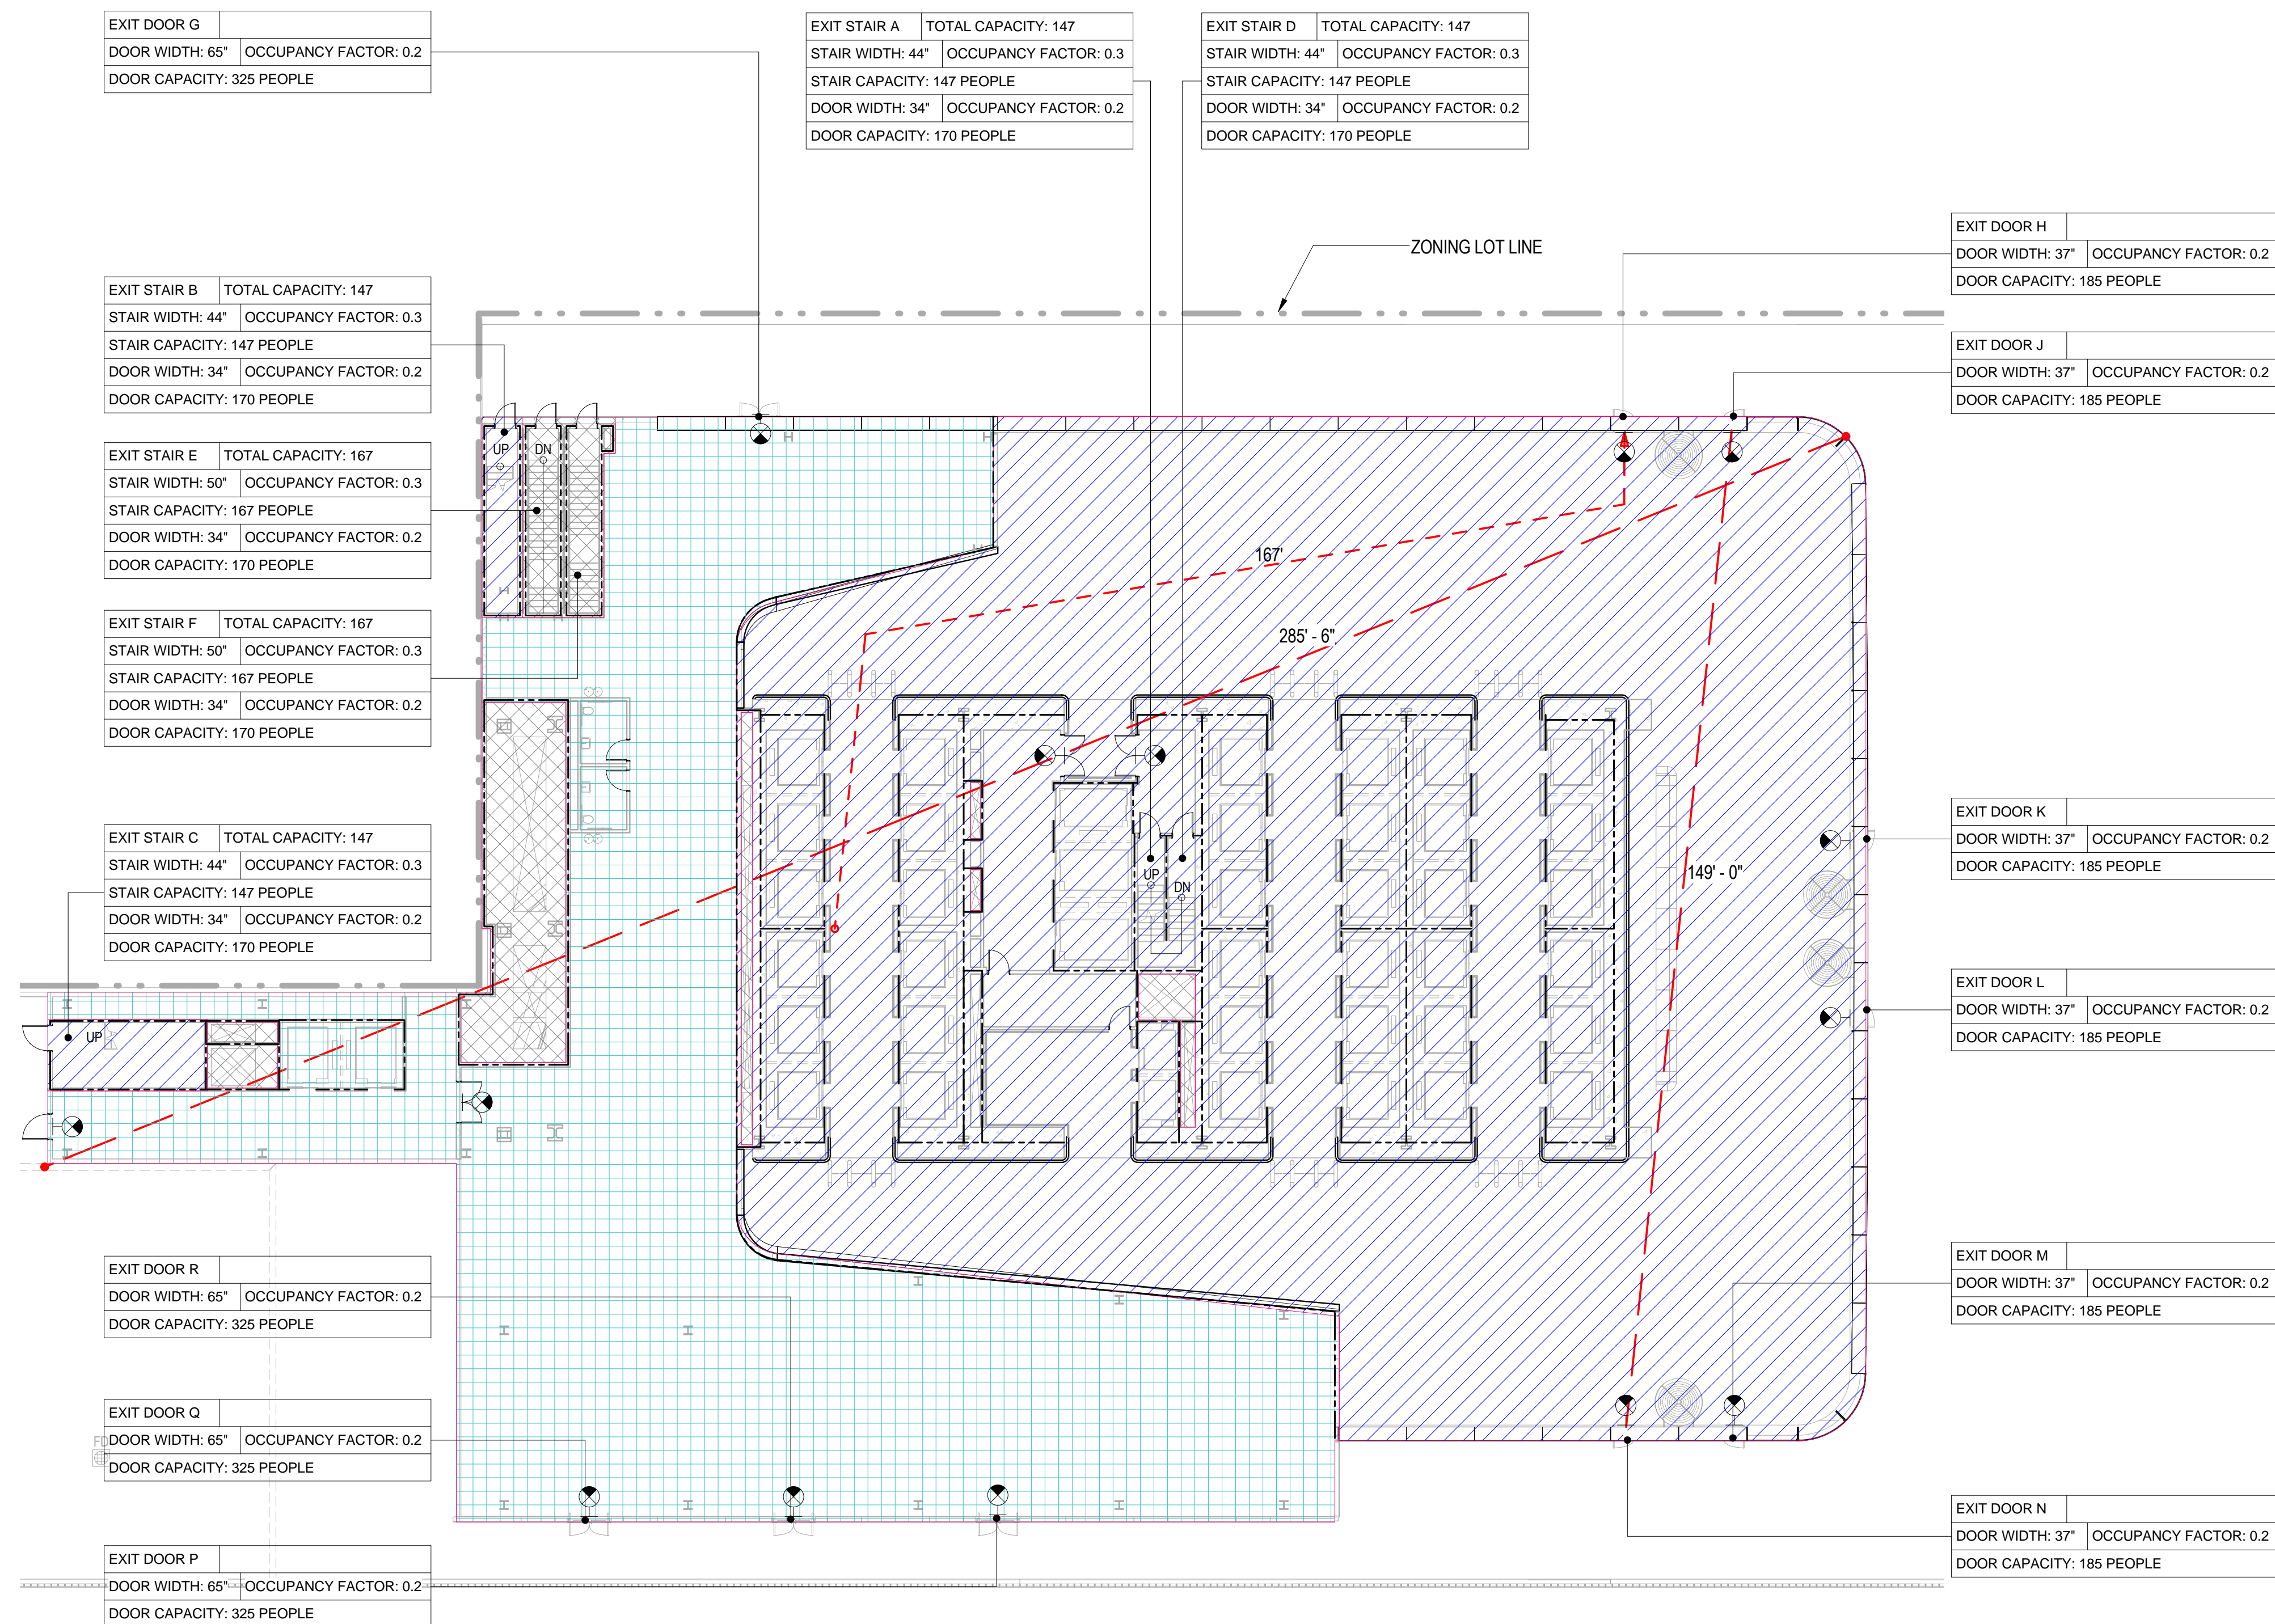 EXIT DOOR G
DOOR WIDTH: 65" OCCUPANCY FACTOR: 0.2
DOOR CAPACITY: 325 PEOPLE
EXIT STAIR A TOTAL CAPACITY: 147
STAIR WIDTH: 44" OCCUPANCY FACTOR: 0.3
STAIR CAPACITY: 147 PEOPLE
DOOR WIDTH: 34" OCCUPANCY FACTOR: 0.2
DOOR CAPACITY: 170 PEOPLE
EXIT STAIR D TOTAL CAPACITY: 147
STAIR WIDTH: 44" OCCUPANCY FACTOR: 0.3
STAIR CAPACITY: 147 PEOPLE
DOOR WIDTH: 34" OCCUPANCY FACTOR: 0.2
DOOR CAPACITY: 170 PEOPLE
ZONING LOT LINE
EXIT DOOR H
DOOR WIDTH: 37" OCCUPANCY FACTOR: 0.2
DOOR CAPACITY: 185 PEOPLE
EXIT STAIR B TOTAL CAPACITY: 147
STAIR WIDTH: 44" OCCUPANCY FACTOR: 0.3
STAIR CAPACITY: 147 PEOPLE
DOOR WIDTH: 34" OCCUPANCY FACTOR: 0.2
DOOR CAPACITY: 170 PEOPLE
EXIT DOOR J
DOOR WIDTH: 37" OCCUPANCY FACTOR: 0.2
DOOR CAPACITY: 185 PEOPLE
EXIT STAIR E TOTAL CAPACITY: 167
STAIR WIDTH: 50" OCCUPANCY FACTOR: 0.3
STAIR CAPACITY: 167 PEOPLE
DOOR WIDTH: 34" OCCUPANCY FACTOR: 0.2
DOOR CAPACITY: 170 PEOPLE
UP
DN
167'
285' - 6"
EXIT STAIR F TOTAL CAPACITY: 167
STAIR WIDTH: 50" OCCUPANCY FACTOR: 0.3
STAIR CAPACITY: 167 PEOPLE
DOOR WIDTH: 34" OCCUPANCY FACTOR: 0.2
DOOR CAPACITY: 170 PEOPLE
EXIT DOOR K
DOOR WIDTH: 37" OCCUPANCY FACTOR: 0.2
DOOR CAPACITY: 185 PEOPLE
UP
DN
149' - 0"
EXIT STAIR C TOTAL CAPACITY: 147
STAIR WIDTH: 44" OCCUPANCY FACTOR: 0.3
STAIR CAPACITY: 147 PEOPLE
DOOR WIDTH: 34" OCCUPANCY FACTOR: 0.2
DOOR CAPACITY: 170 PEOPLE
UP
EXIT DOOR L
DOOR WIDTH: 37" OCCUPANCY FACTOR: 0.2
DOOR CAPACITY: 185 PEOPLE
EXIT DOOR R
DOOR WIDTH: 65" OCCUPANCY FACTOR: 0.2
DOOR CAPACITY: 325 PEOPLE
EXIT DOOR M
DOOR WIDTH: 37" OCCUPANCY FACTOR: 0.2
DOOR CAPACITY: 185 PEOPLE
EXIT DOOR Q
FD
DOOR WIDTH: 65" OCCUPANCY FACTOR: 0.2
DOOR CAPACITY: 325 PEOPLE
EXIT DOOR N
DOOR WIDTH: 37" OCCUPANCY FACTOR: 0.2
DOOR CAPACITY: 185 PEOPLE
EXIT DOOR P
DOOR WIDTH: 65" OCCUPANCY FACTOR: 0.2
DOOR CAPACITY: 325 PEOPLE